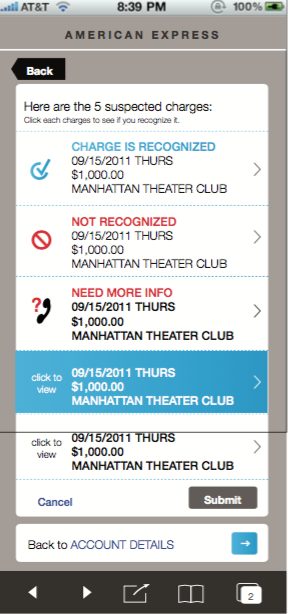 AT&T 8:39 PM 100%
AMERICAN EXPRESS
Back
Here are the 5 suspected charges:
Click each charges to see if you recognize it.
CHARGE IS RECOGNIZED
09/15/2011 THURS
$1,000.00
MANHATTAN THEATER CLUB
NOT RECOGNIZED
09/15/2011 THURS
$1,000.00
MANHATTAN THEATER CLUB
?
NEED MORE INFO
09/15/2011 THURS
$1,000.00
MANHATTAN THEATER CLUB
click to view
09/15/2011 THURS
$1,000.00
MANHATTAN THEATER CLUB
click to view
09/15/2011 THURS
$1,000.00
MANHATTAN THEATER CLUB
Cancel Submit
Back to ACCOUNT DETAILS
2